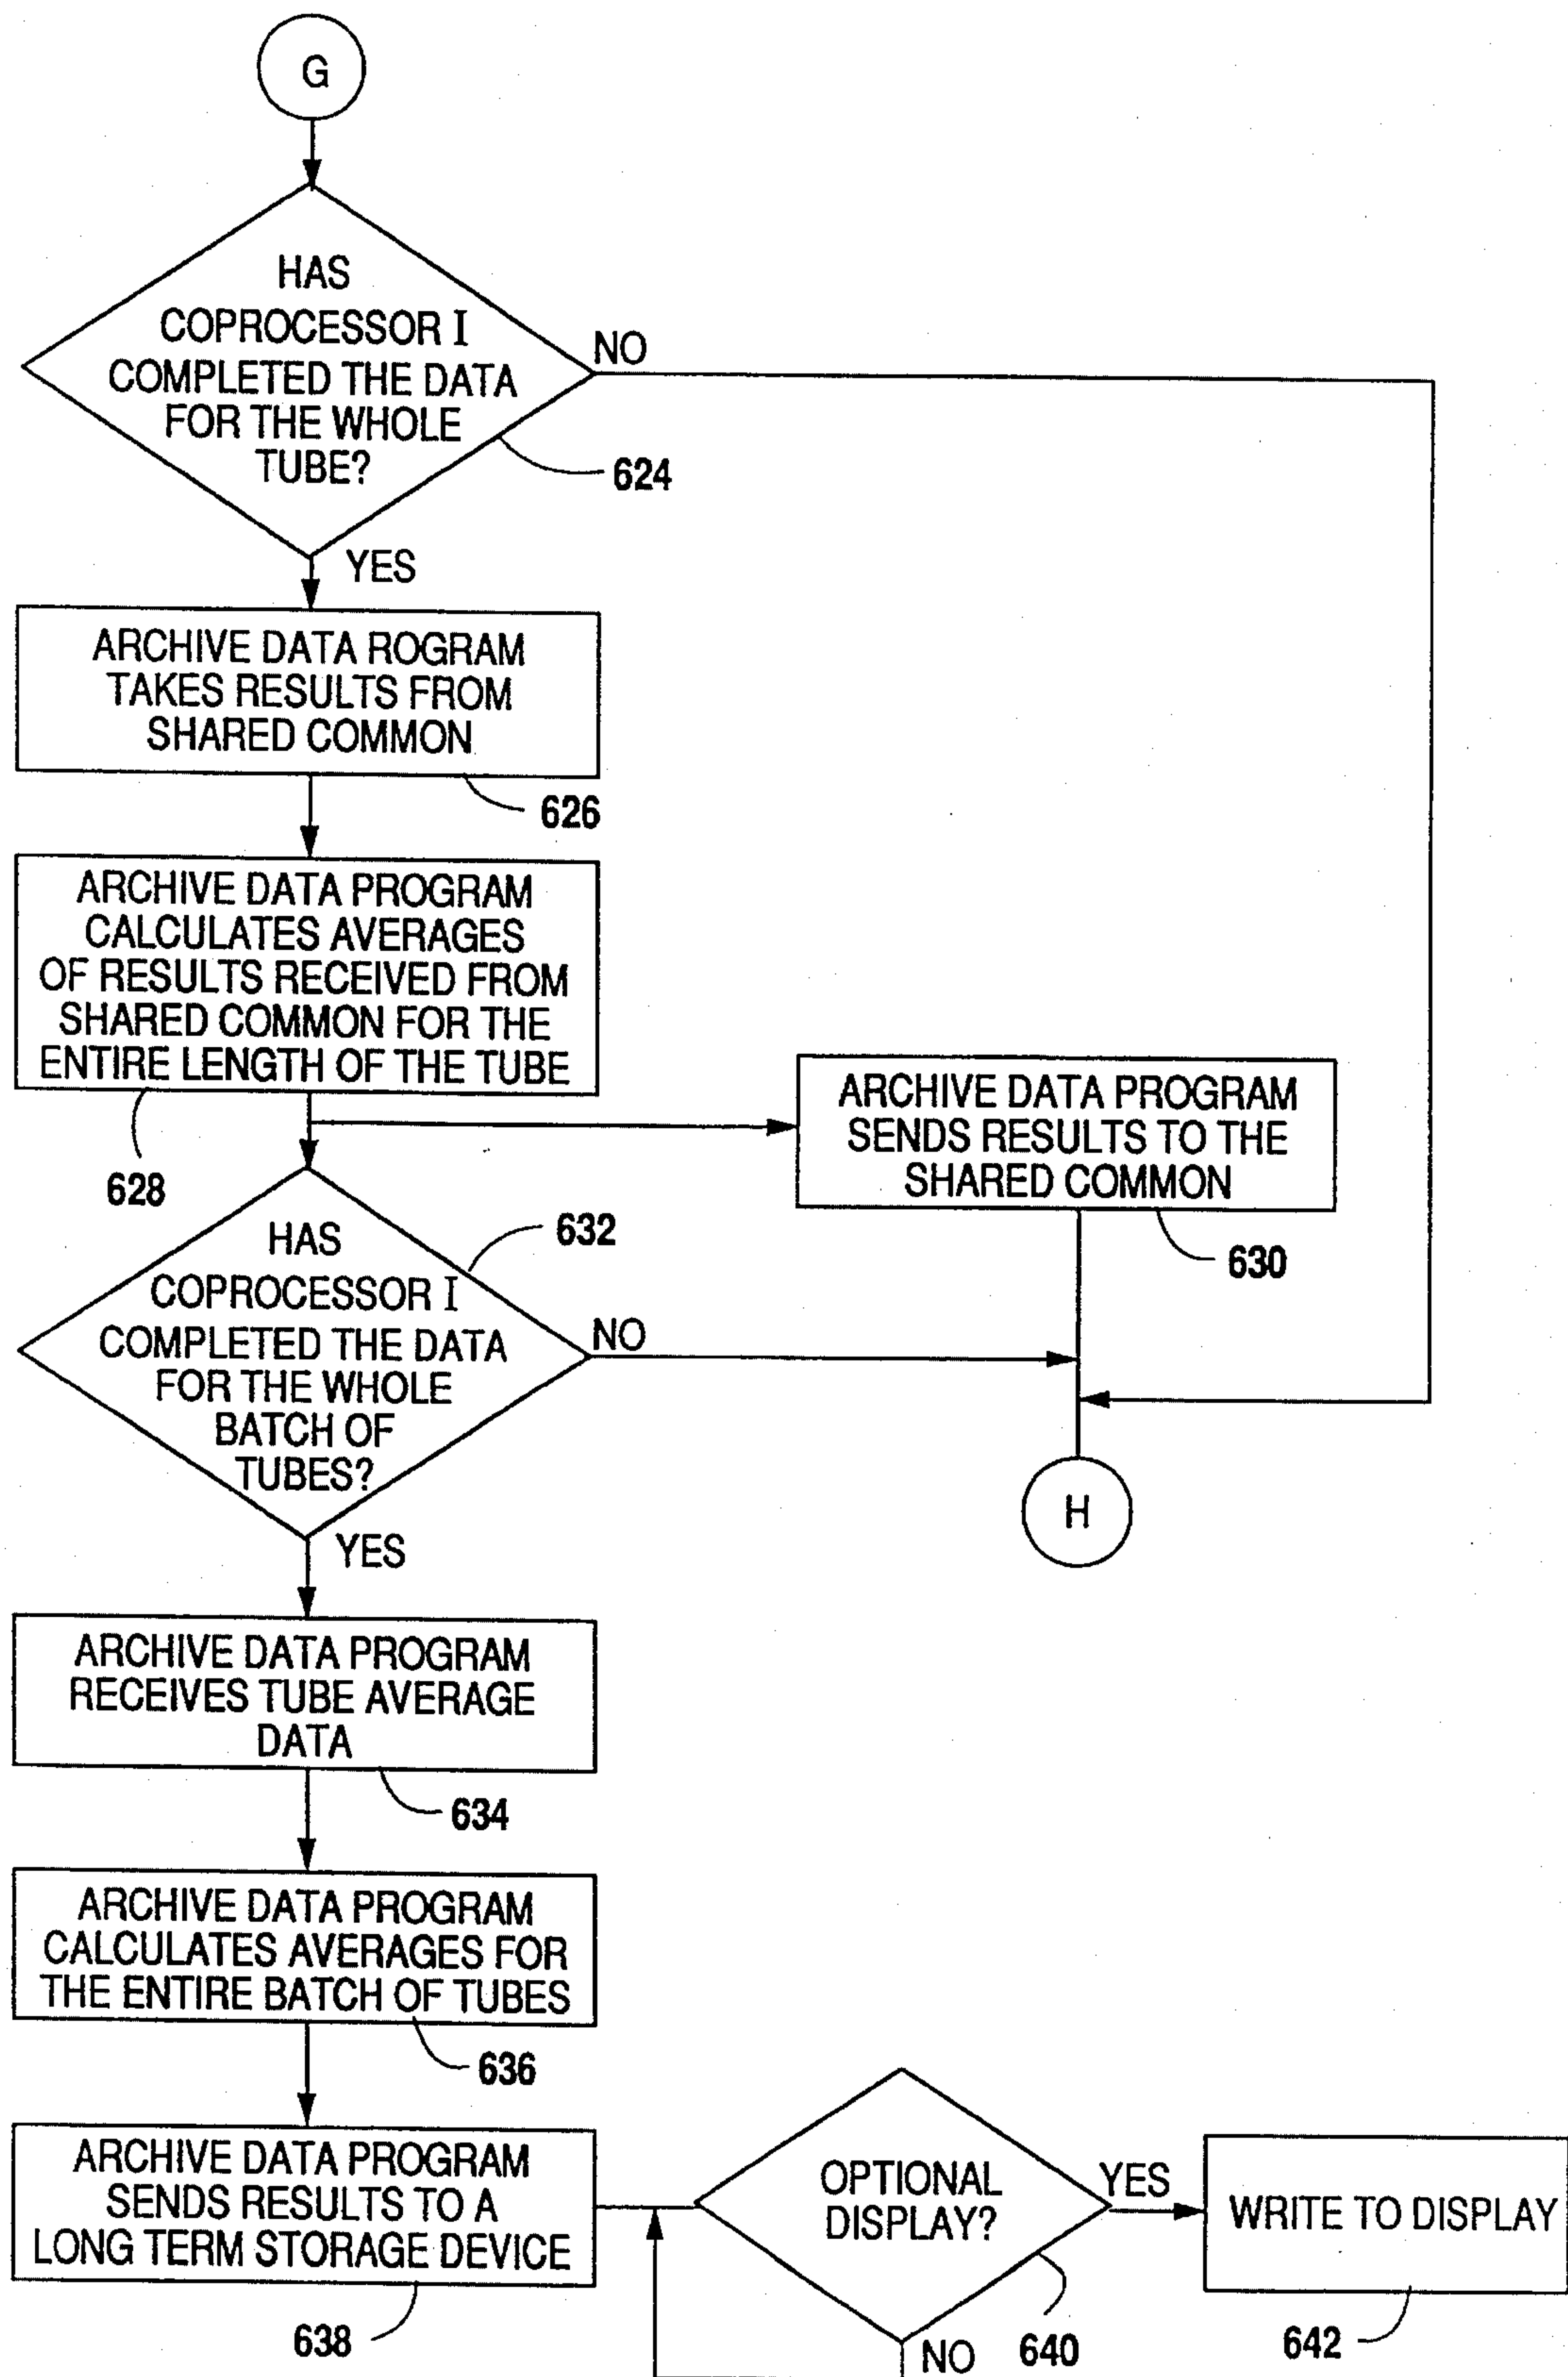 G
HAS
COPROCESSOR I
COMPLETED THE DATA
FOR THE WHOLE
TUBE?
NO
624
YES
ARCHIVE DATA ROGRAM
TAKES RESULTS FROM
SHARED COMMON
626
ARCHIVE DATA PROGRAM
CALCULATES AVERAGES
OF RESULTS RECEIVED FROM
SHARED COMMON FOR THE
ENTIRE LENGTH OF THE TUBE
628
ARCHIVE DATA PROGRAM
SENDS RESULTS TO THE
SHARED COMMON
630
HAS
COPROCESSOR I
COMPLETED THE DATA
FOR THE WHOLE
BATCH OF
TUBES?
632
NO
H
YES
ARCHIVE DATA PROGRAM
RECEIVES TUBE AVERAGE
DATA
634
ARCHIVE DATA PROGRAM
CALCULATES AVERAGES FOR
THE ENTIRE BATCH OF TUBES
636
ARCHIVE DATA PROGRAM
SENDS RESULTS TO A
LONG TERM STORAGE DEVICE
638
OPTIONAL
DISPLAY?
YES
640
NO
WRITE TO DISPLAY
642